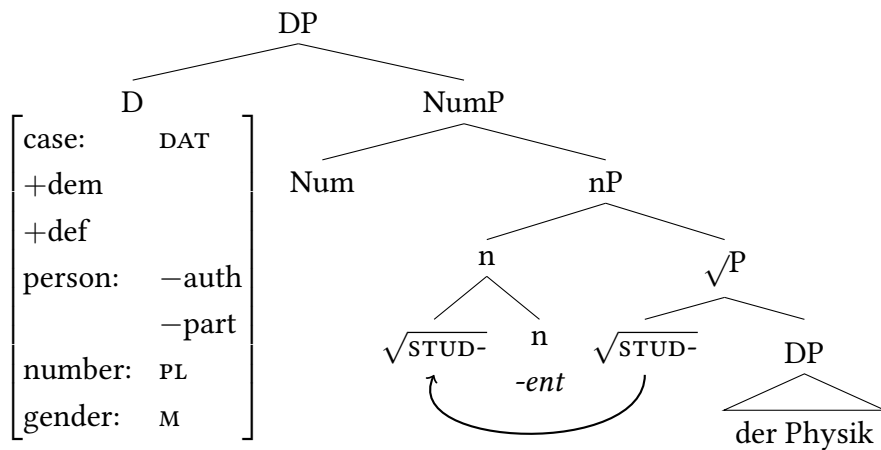 DP
D NumP
case: DAT
+dem Num nP
+def
person: −auth n √P
−part
√STUD- n √STUD- DP
number: PL -ent
gender: M der Physik